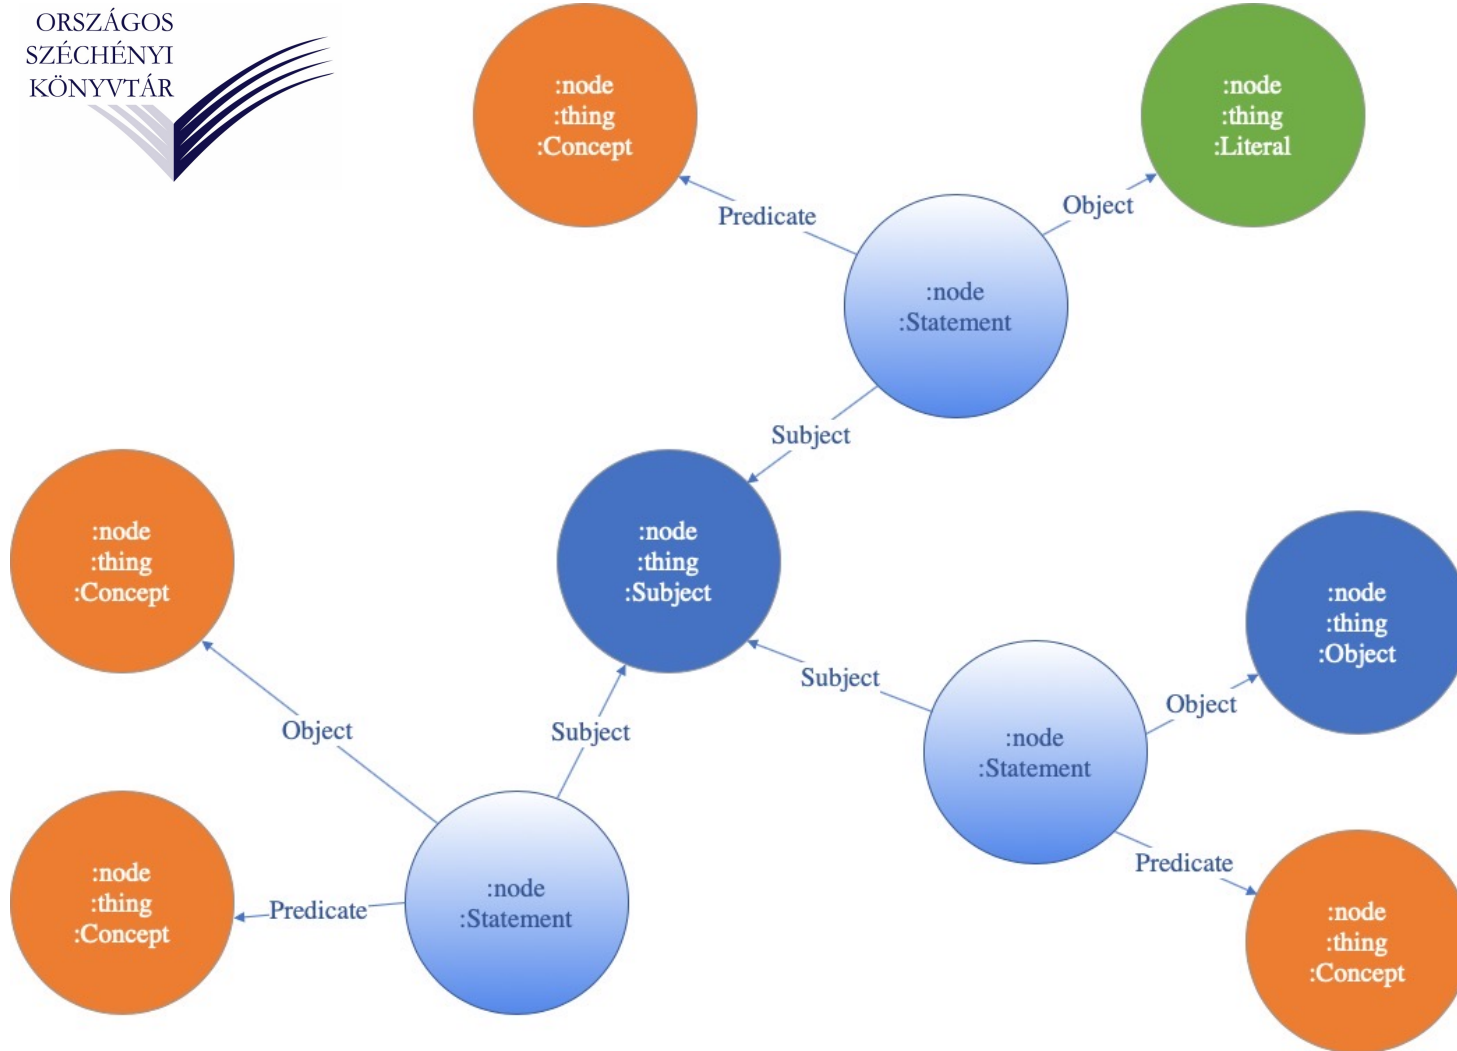 ORSZÁGOS
SZÉCHÉNYI
KÖNYVTÁR
:node
:thing
:Concept
:node
:thing
:Literal
Predicate
Object
:node
:Statement
Subject
:node
:thing
:Concept
:node
:thing
:Subject
:node
:thing
:Object
Subject
Object
Object
Subject
:node
:Statement
Predicate
:node
:thing
:Concept
Predicate
:node
:Statement
:node
:thing
:Concept